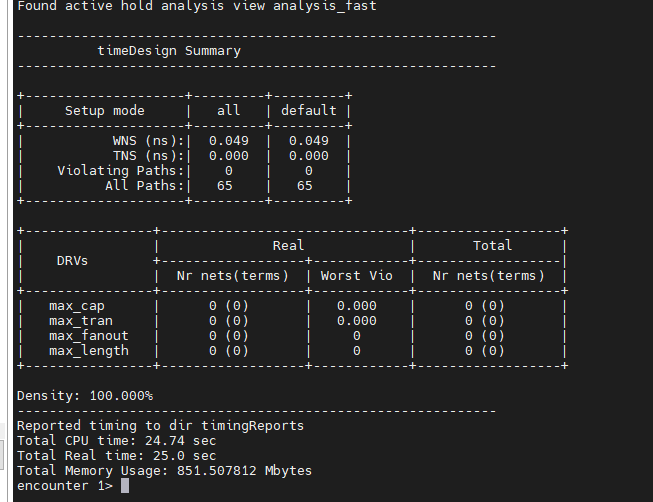 Found active hold analysis view analysis_fast
------------------------------------------------------------
          timeDesign Summary
------------------------------------------------------------
+--------------------+---------+---------+
|     Setup mode     |   all   | default |
+--------------------+---------+---------+
|           WNS (ns):|  0.049  |  0.049  |
|           TNS (ns):|  0.000  |  0.000  |
|    Violating Paths:|    0    |    0    |
|          All Paths:|   65    |   65    |
+--------------------+---------+---------+
+----------------+-------------------------------+------------------+
|                |              Real             |      Total       |
|    DRVs        +------------------+------------+------------------|
|                |  Nr nets(terms)  | Worst Vio  |  Nr nets(terms)  |
+----------------+------------------+------------+------------------+
|   max_cap      |      0 (0)       |   0.000    |      0 (0)       |
|   max_tran     |      0 (0)       |   0.000    |      0 (0)       |
|   max_fanout   |      0 (0)       |     0      |      0 (0)       |
|   max_length   |      0 (0)       |     0      |      0 (0)       |
+----------------+------------------+------------+------------------+
Density: 100.000%
------------------------------------------------------------
Reported timing to dir timingReports
Total CPU time: 24.74 sec
Total Real time: 25.0 sec
Total Memory Usage: 851.507812 Mbytes
encounter 1>